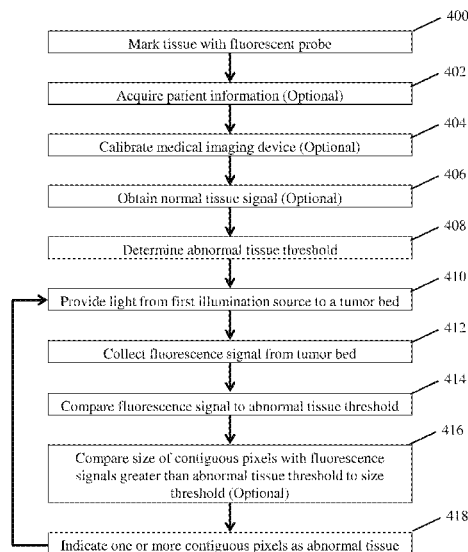 400
Mark tissue with fluorescent probe
402
Acquire patient information (Optional)
404
Calibrate medical imaging device (Optional)
406
Obtain normal tissue signal (Optional)
408
Determine abnormal tissue threshold
410
Provide light from first illumination source to a tumor bed
412
Collect fluorescence signal from tumor bed
414
Compare fluorescence signal to abnormal tissue threshold
416
Compare size of contiguous pixels with fluorescence
signals greater than abnormal tissue threshold to size
threshold (Optional)
418
Indicate one or more contiguous pixels as abnormal tissue